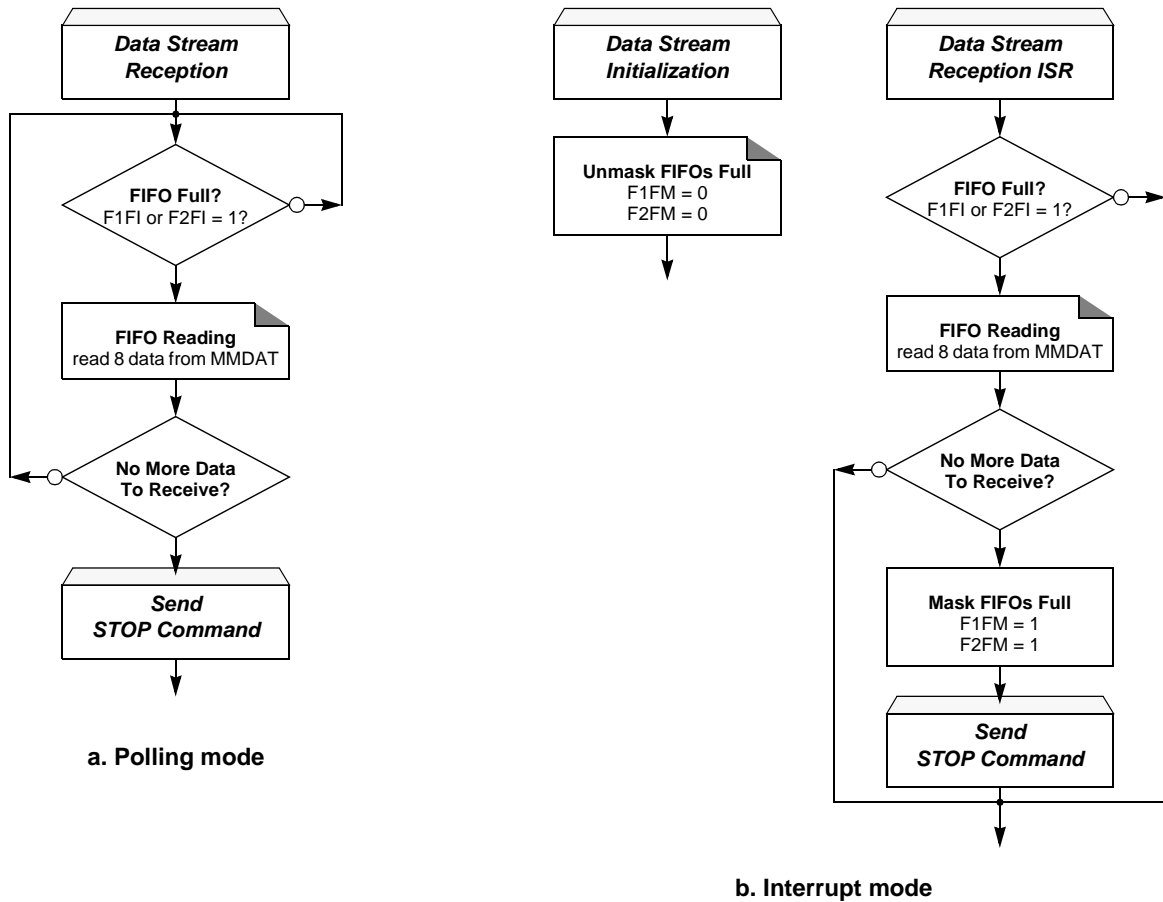 Data Stream
Reception
FIFO Full?
F1FI or F2FI = 1?
FIFO Reading
read 8 data from MMDAT
No More Data
To Receive?
Send
STOP Command
a. Polling mode
Data Stream
Initialization
Unmask FIFOs Full
F1FM = 0
F2FM = 0
Data Stream
Reception ISR
FIFO Full?
F1FI or F2FI = 1?
FIFO Reading
read 8 data from MMDAT
No More Data
To Receive?
Mask FIFOs Full
F1FM = 1
F2FM = 1
Send
STOP Command
b. Interrupt mode